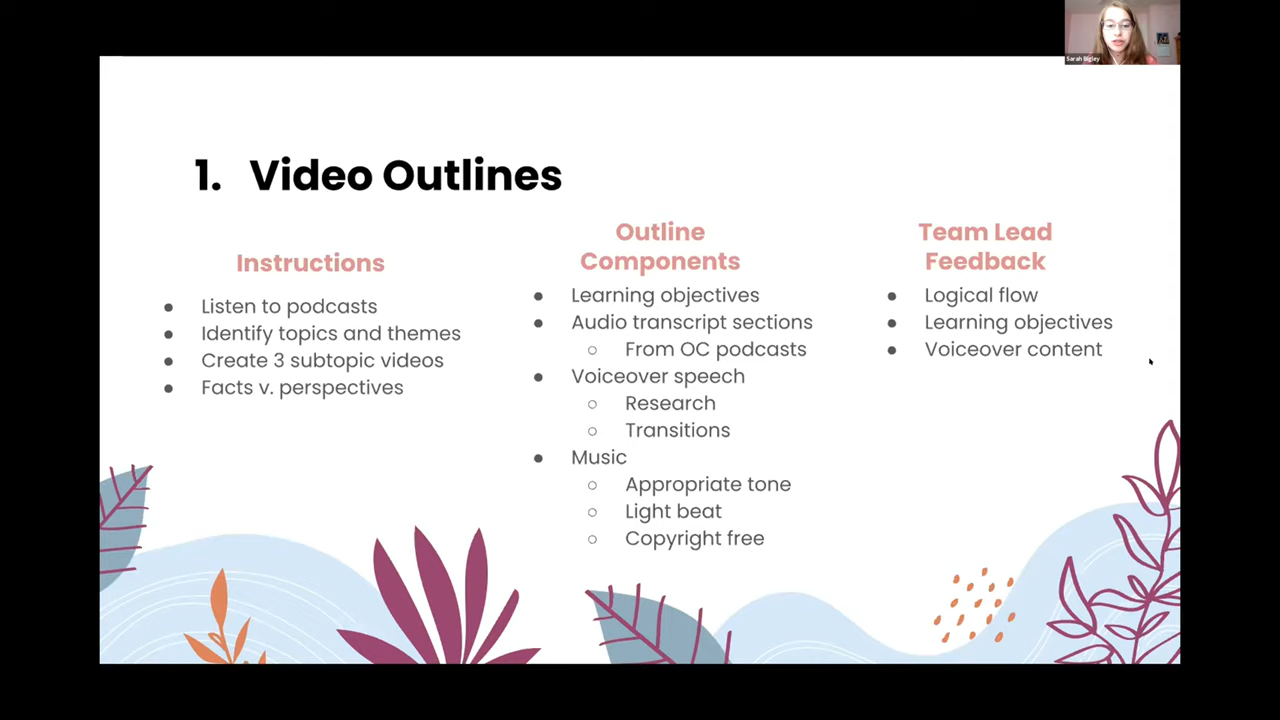 Sarah Bigley
1. Video Outlines
Instructions
Listen to podcasts
Identify topics and themes
Create 3 subtopic videos
Facts v. perspectives
Outline
Components
Learning objectives
Audio transcript sections
From OC podcasts
Voiceover speech
Research
Transitions
Music
Appropriate tone
Light beat
Copyright free
Team Lead
Feedback
Logical flow
Learning objectives
Voiceover content